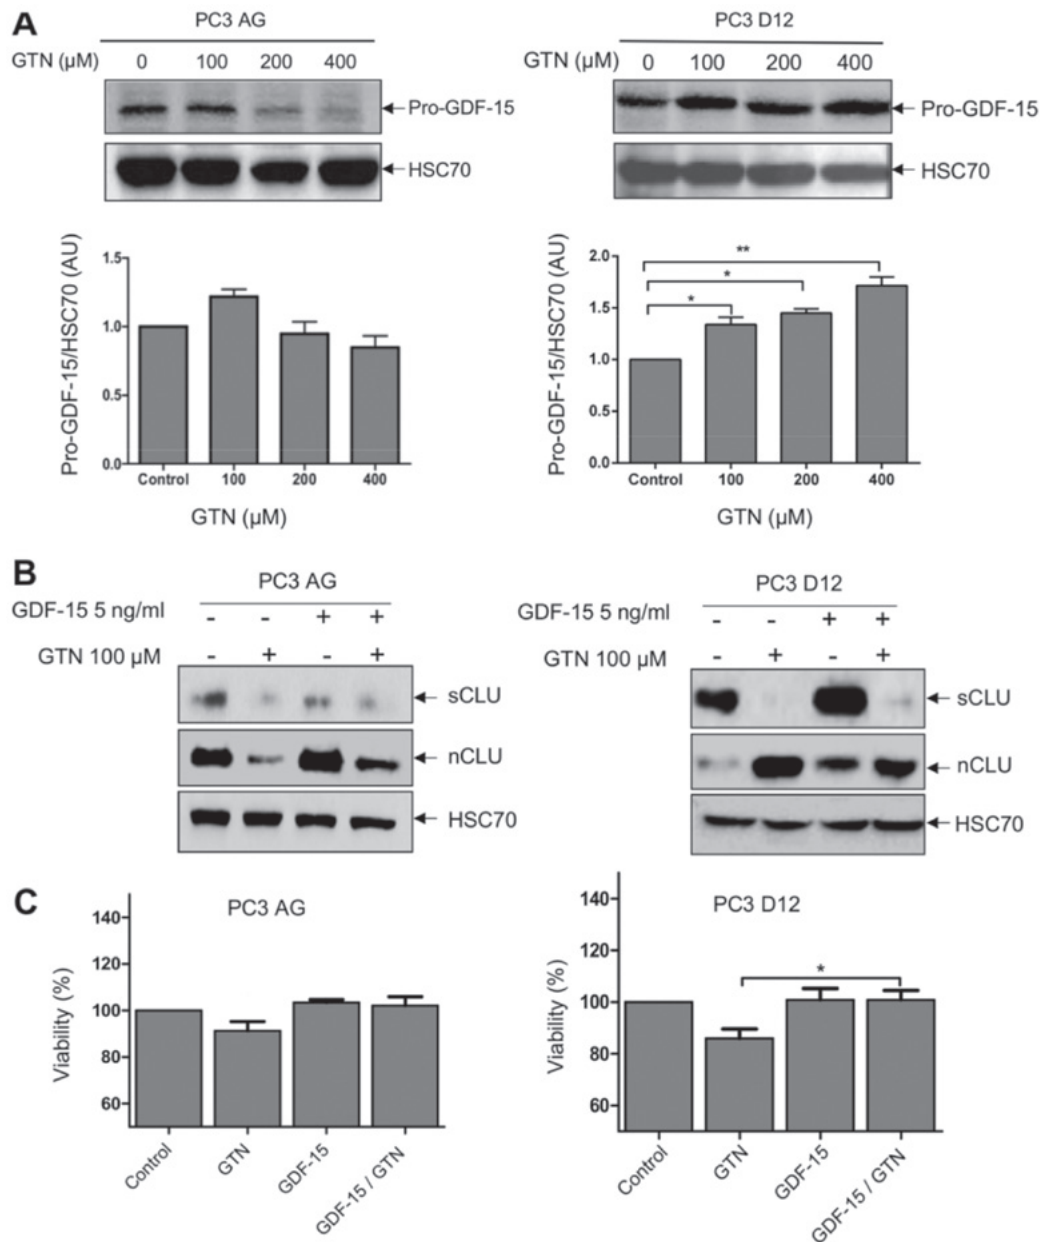 A
PC3 AG
GTN (µM) 0 100 200 400
Pro-GDF-15
HSC70
Pro-GDF-15/HSC70 (AU)
1.5
1.0
0.5
0.0
Control 100 200 400
GTN (µM)
PC3 D12
GTN (µM) 0 100 200 400
Pro-GDF-15
HSC70
Pro-GDF-15/HSC70 (AU)
2.0
1.5
1.0
0.5
0.0
**
*
*
Control 100 200 400
GTN (µM)
B
PC3 AG
GDF-15 5 ng/ml - - + +
GTN 100 µM - + - +
sCLU
nCLU
HSC70
PC3 D12
GDF-15 5 ng/ml - - + +
GTN 100 µM - + - +
sCLU
nCLU
HSC70
C
PC3 AG
Viability (%)
140
120
100
80
60
Control GTN GDF-15 GDF-15 / GTN
PC3 D12
Viability (%)
140
120
100
80
60
*
Control GTN GDF-15 GDF-15 / GTN